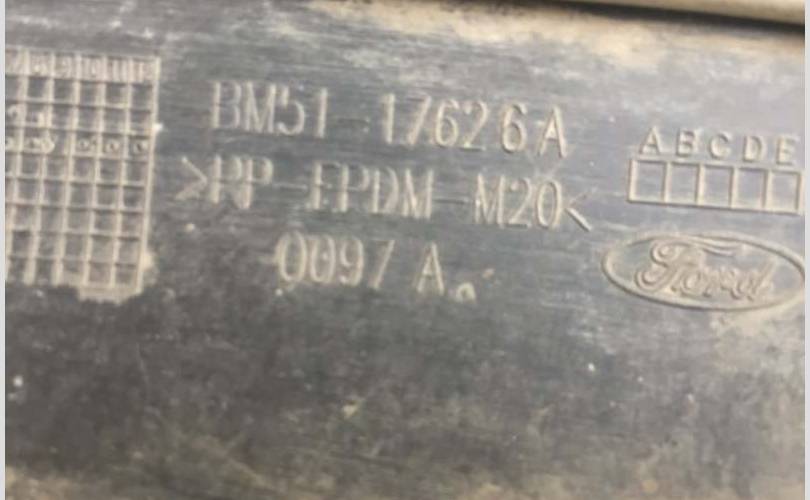 BM51-17626A
ABCDE
>PP-EPDM-M20<
0097 A
Ford